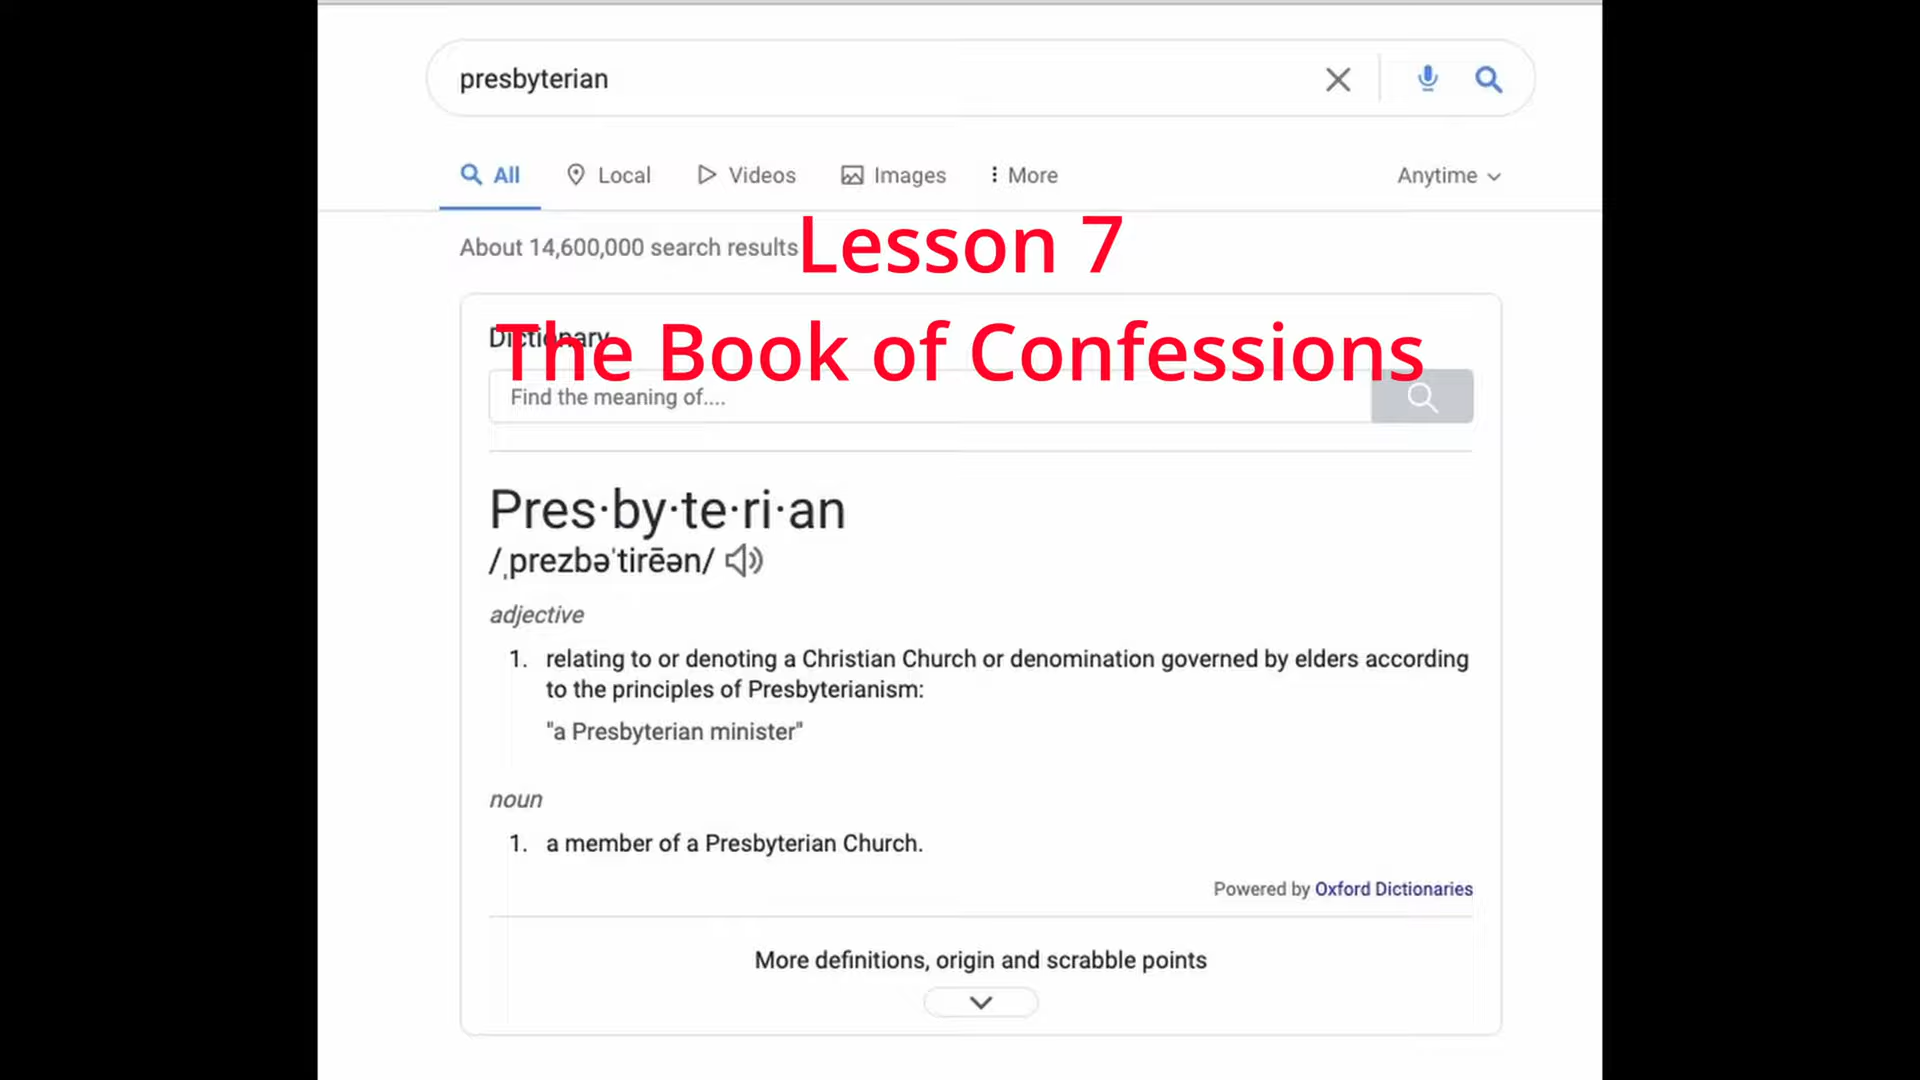 presbyterian
All
Local
Videos
Images
More
Anytime
About 14,600,000 search results
Lesson 7
Dictionary
The Book of Confessions
Find the meaning of....
Pres·by·te·ri·an
/ˌprezbəˈtirēən/
adjective
1. relating to or denoting a Christian Church or denomination governed by elders according
to the principles of Presbyterianism:
"a Presbyterian minister"
noun
1. a member of a Presbyterian Church.
Powered by Oxford Dictionaries
More definitions, origin and scrabble points